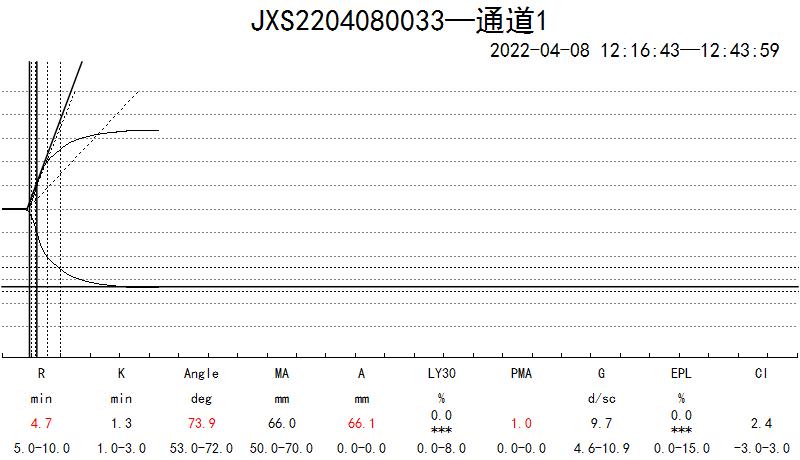 JXS2204080033—通道1
2022-04-08 12:16:43—12:43:59
R K Angle MA A LY30 PMA G EPL CI
min min deg mm mm % d/sc %
4.7 1.3 73.9 66.0 66.1 0.0 *** 1.0 9.7 0.0 *** 2.4
5.0-10.0 1.0-3.0 53.0-72.0 50.0-70.0 0.0-0.0 0.0-8.0 0.0-0.0 4.6-10.9 0.0-15.0 -3.0-3.0